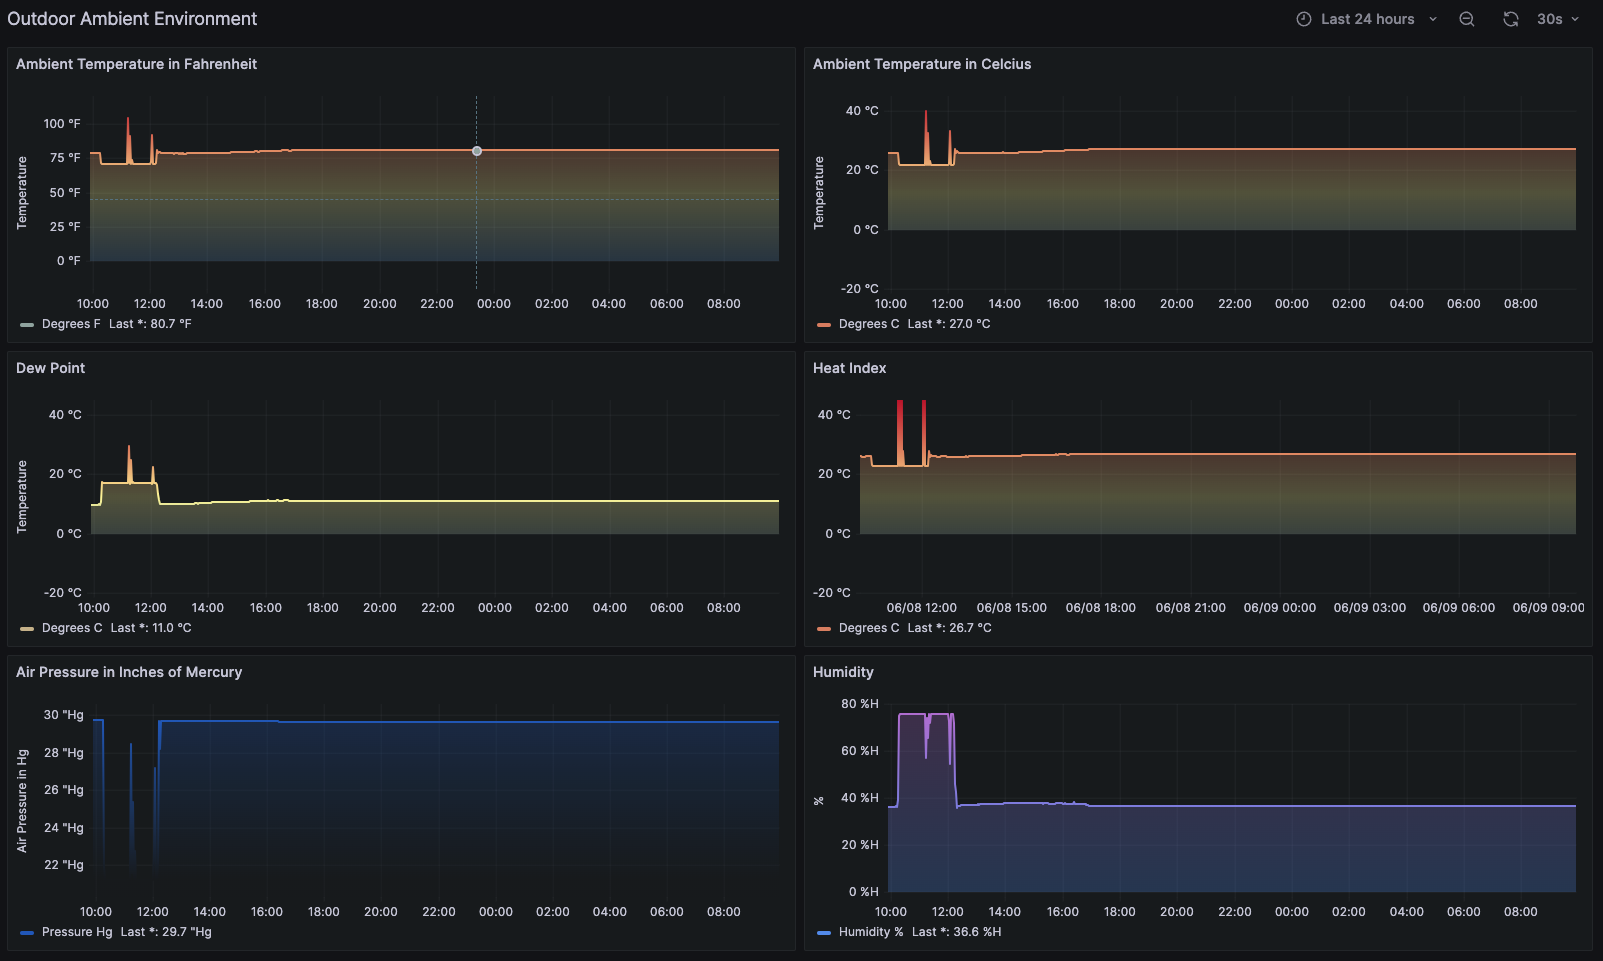 Outdoor Ambient Environment
Last 24 hours
30s
Ambient Temperature in Fahrenheit
Temperature
100 °F
75 °F
50 °F
25 °F
0 °F
10:00 12:00 14:00 16:00 18:00 20:00 22:00 00:00 02:00 04:00 06:00 08:00
Degrees F Last *: 80.7 °F
Ambient Temperature in Celcius
Temperature
40 °C
20 °C
0 °C
-20 °C
10:00 12:00 14:00 16:00 18:00 20:00 22:00 00:00 02:00 04:00 06:00 08:00
Degrees C Last *: 27.0 °C
Dew Point
Temperature
40 °C
20 °C
0 °C
-20 °C
10:00 12:00 14:00 16:00 18:00 20:00 22:00 00:00 02:00 04:00 06:00 08:00
Degrees C Last *: 11.0 °C
Heat Index
40 °C
20 °C
0 °C
-20 °C
06/08 12:00 06/08 15:00 06/08 18:00 06/08 21:00 06/09 00:00 06/09 03:00 06/09 06:00 06/09 09:00
Degrees C Last *: 26.7 °C
Air Pressure in Inches of Mercury
Air Pressure in Hg
30 "Hg
28 "Hg
26 "Hg
24 "Hg
22 "Hg
10:00 12:00 14:00 16:00 18:00 20:00 22:00 00:00 02:00 04:00 06:00 08:00
Pressure Hg Last *: 29.7 "Hg
Humidity
%
80 %H
60 %H
40 %H
20 %H
0 %H
10:00 12:00 14:00 16:00 18:00 20:00 22:00 00:00 02:00 04:00 06:00 08:00
Humidity % Last *: 36.6 %H